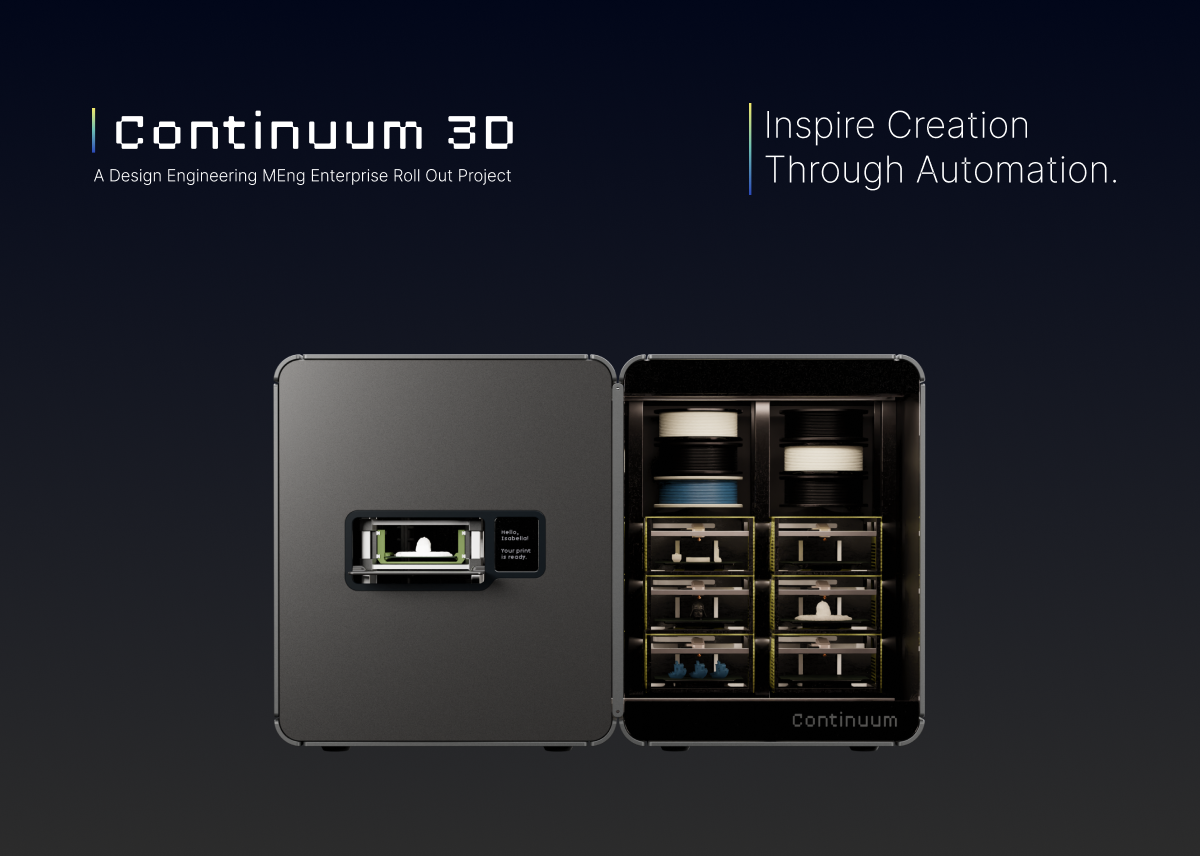 Continuum 3D
A Design Engineering MEng Enterprise Roll Out Project
Inspire Creation
Through Automation.
Hello,
Isabella!
Your print
is ready.
Continuum